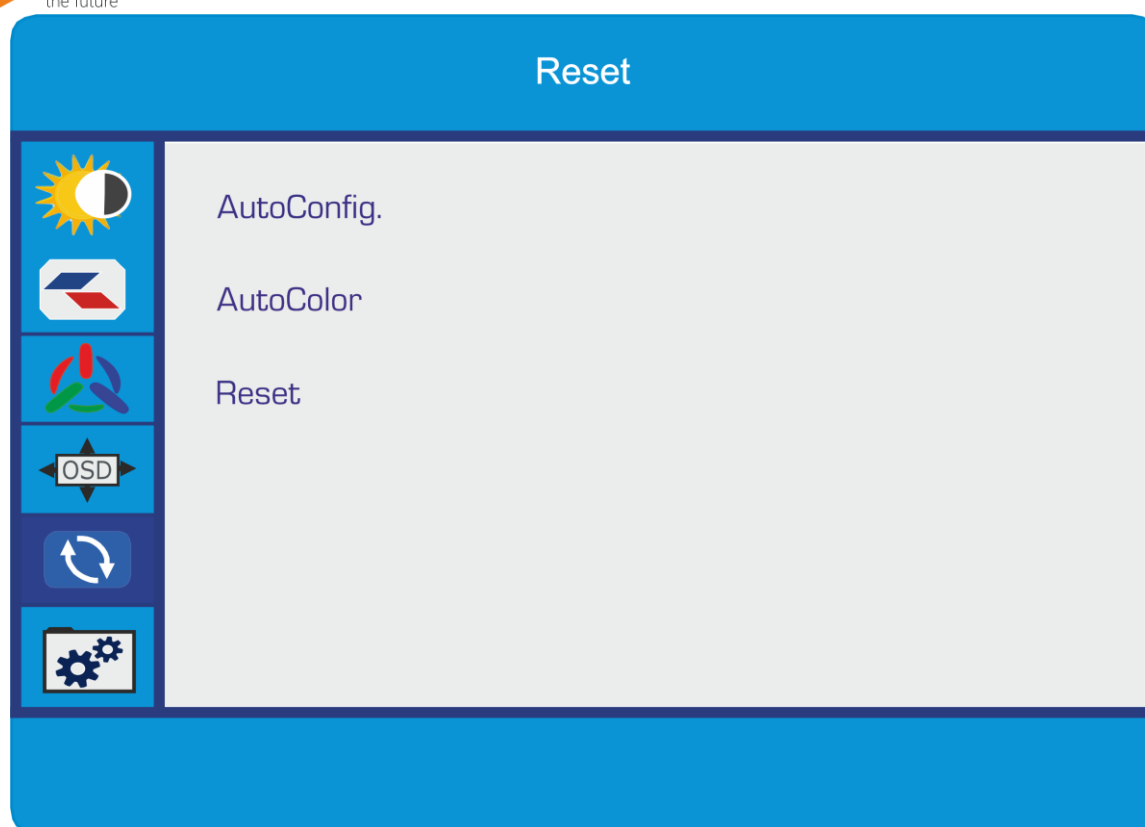 the future
Reset
AutoConfig.
AutoColor
Reset
OSD